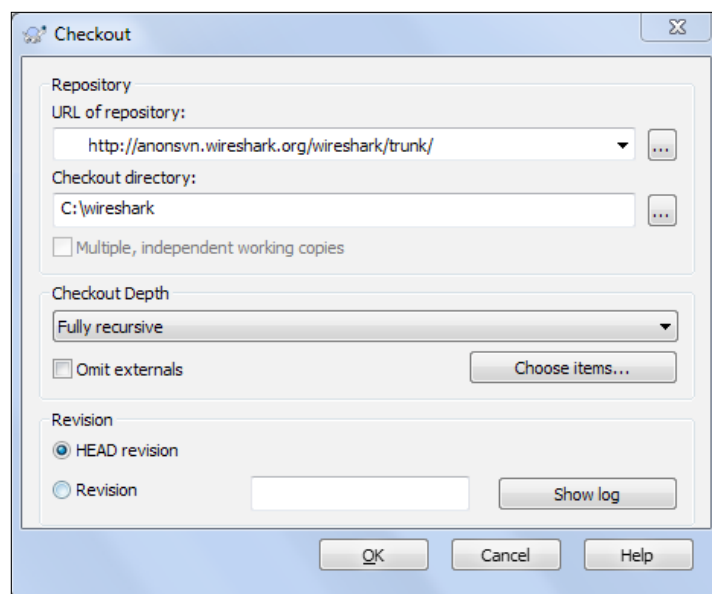 Checkout
Repository
URL of repository:
http://anonsvn.wireshark.org/wireshark/trunk/
...
Checkout directory:
C:\wireshark
...
Multiple, independent working copies
Checkout Depth
Fully recursive
Omit externals
Choose items...
Revision
HEAD revision
Revision
Show log
OK
Cancel
Help